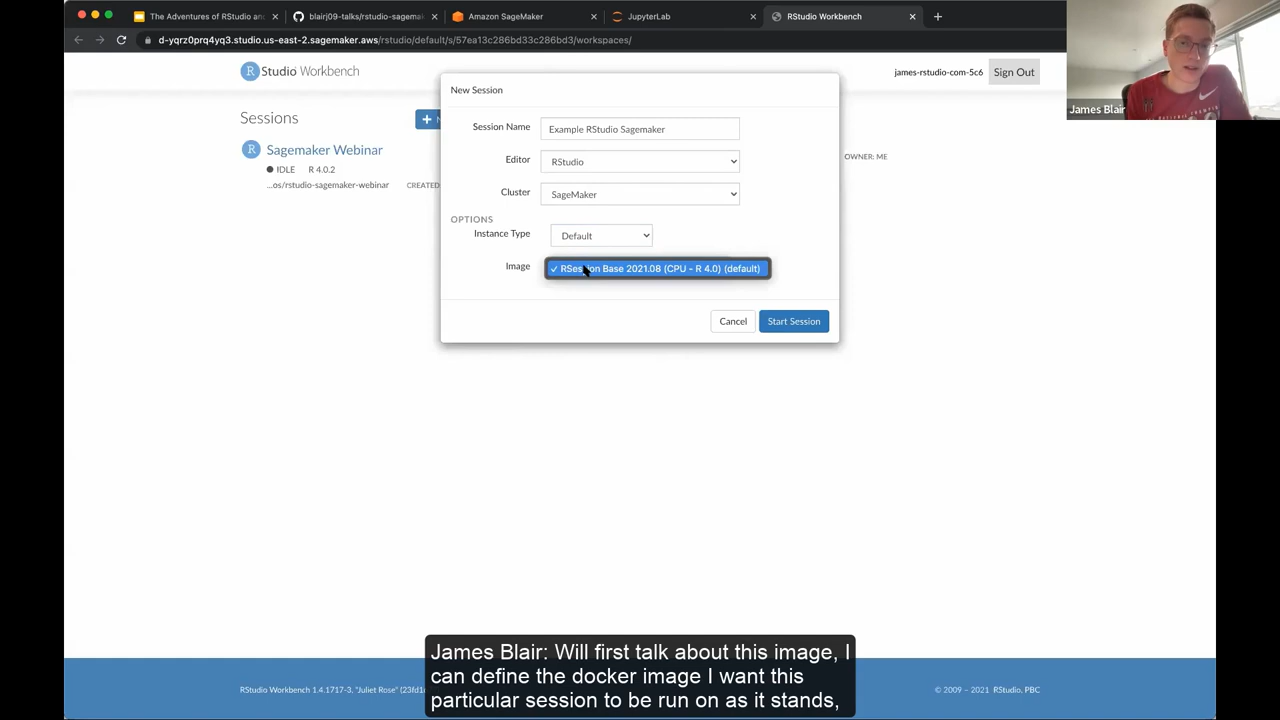 The Adventures of RStudio an
blairj09-talks/rstudio-sagemak
Amazon SageMaker
JupyterLab
RStudio Workbench
d-yqrz0prq4yq3.studio.us-east-2.sagemaker.aws/rstudio/default/s/57ea13c286bd33c286bd3/workspaces/
R Studio Workbench
james-rstudio-com-5c6
Sign Out
James Blair
New Session
Sessions
+ N
Session Name
Example RStudio Sagemaker
R
Sagemaker Webinar
IDLE R 4.0.2
...os/rstudio-sagemaker-webinar
CREATED
OWNER: ME
Editor
RStudio
Cluster
SageMaker
OPTIONS
Instance Type
Default
Image
✓ RSession Base 2021.08 (CPU - R 4.0) (default)
Cancel
Start Session
James Blair: Will first talk about this image, I
can define the docker image I want this
particular session to be run on as it stands,
RStudio Workbench 1.4.1717-3, "Juliet Rose" (23fd1
© 2009 - 2021 RStudio, PBC